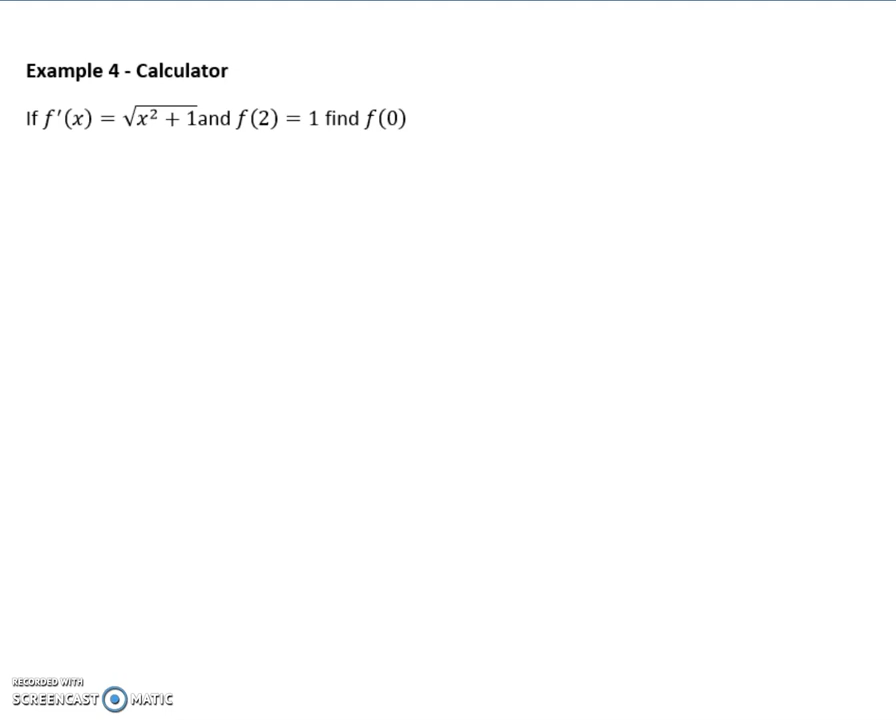 Example 4 - Calculator
If f′(x) = √x² + 1and f(2) = 1 find f(0)
RECORDED WITH
SCREENCAST MATIC